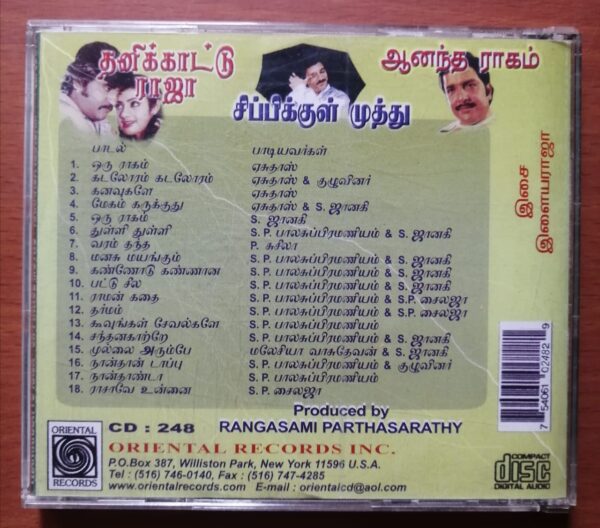 தனிக்காட்டு ராஜா
ஆனந்த ராகம்
சிப்பிக்குள் முத்து
பாடல் பாடியவர்கள்
1. ஒரு ராகம் ஏசுதாஸ்
2. கடலோரம் கடலோரம் ஏசுதாஸ் & குழுவினர்
3. கனவுகளே ஏசுதாஸ்
4. மேகம் கருக்குது ஏசுதாஸ் & S. ஜானகி
5. ஒரு ராகம் S. ஜானகி
6. துள்ளி துள்ளி S. P. பாலசுப்பிரமணியம் & S. ஜானகி
7. வரம் தந்த P. சுசிலா
8. மனசு மயங்கும் S. P. பாலசுப்பிரமணியம் & S. ஜானகி
9. கண்ணோடு கண்ணான S. P. பாலசுப்பிரமணியம் & S. ஜானகி
10. பட்டு சில S. P. பாலசுப்பிரமணியம் & S. ஜானகி
11. ராமன் கதை S. P. பாலசுப்பிரமணியம் & S.P. சைலஜா
12. தர்மம் S. P. பாலசுப்பிரமணியம் & S.P. சைலஜா
13. கூவுங்கள் சேவல்களே S. P. பாலசுப்பிரமணியம்
14. சந்தனகாற்றே S. P. பாலசுப்பிரமணியம் & S. ஜானகி
15. முல்லை அரும்பே மலேசியா வாசுதேவன் & S. ஜானகி
16. நான்தான் டாப்பு S. P. பாலசுப்பிரமணியம் & குழுவினர்
17. நான்தாண்டா S. P. பாலசுப்பிரமணியம்
18. ராசாவே உன்னை S. P. சைலஜா
இசை
இளையராஜா
7 54061 02482 9
Produced by
RANGASAMI PARTHASARATHY
ORIENTAL
RECORDS
CD : 248
ORIENTAL RECORDS INC.
P.O.Box 387, Williston Park, New York 11596 U.S.A.
Tel : (516) 746-0140, Fax : (516) 747-4285
www.orientalrecords.com E-mail : orientalcd@aol.com
COMPACT
disc
DIGITAL AUDIO